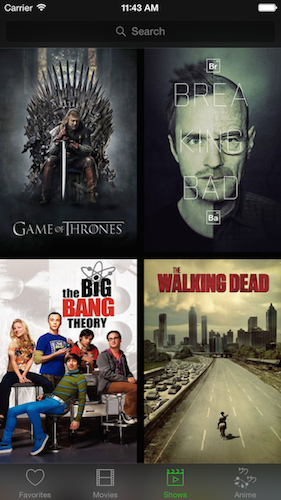 Carrier
11:43 AM
Search
GAME OF THRONES
Br
BREA
KING
BAD
Ba
the BIG
BANG
THEORY
THE
WALKING DEAD
Favorites
Movies
Shows
Anime